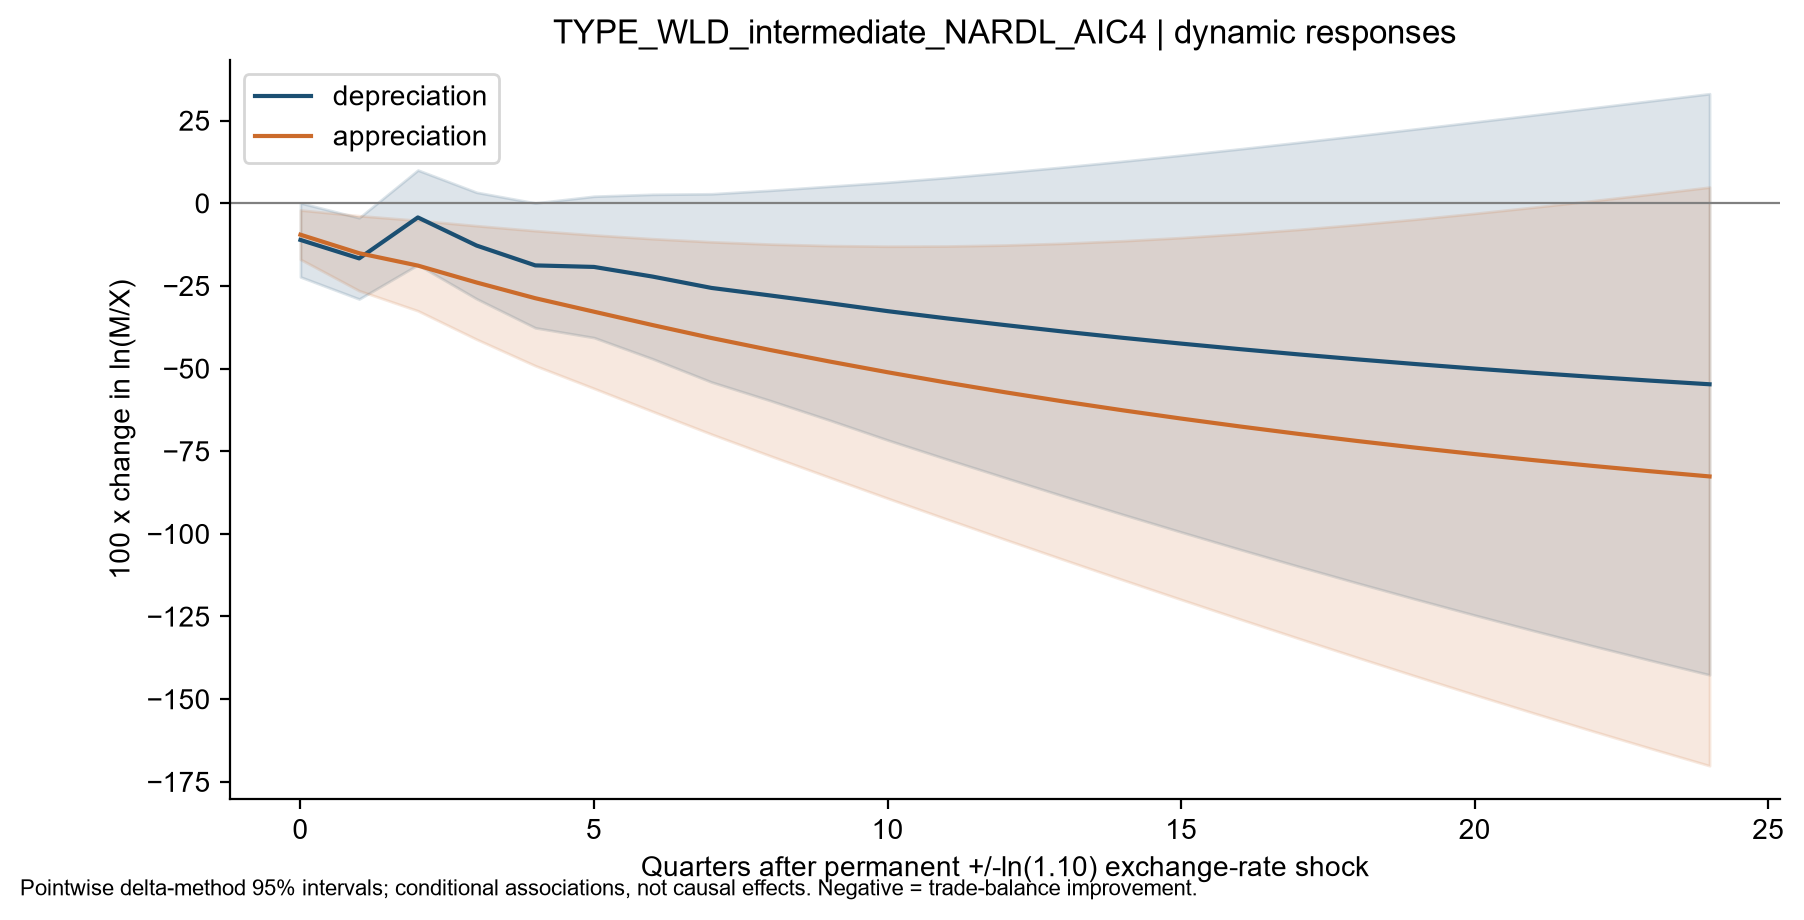 TYPE_WLD_intermediate_NARDL_AIC4 | dynamic responses
depreciation
appreciation
100 x change in ln(M/X)
25
0
−25
−50
−75
−100
−125
−150
−175
0 5 10 15 20 25
Quarters after permanent +/-ln(1.10) exchange-rate shock
Pointwise delta-method 95% intervals; conditional associations, not causal effects. Negative = trade-balance improvement.